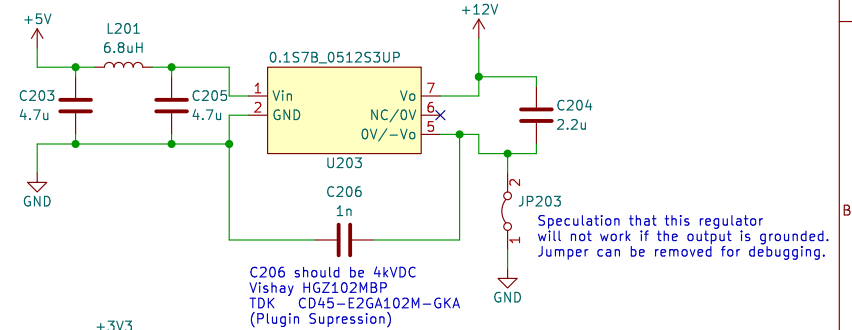 +5V
L201
6.8uH
C203
4.7u
C205
4.7u
GND
0.1S7B_0512S3UP
1
Vin
2
GND
Vo
7
NC/0V
6
0V/-Vo
5
U203
+12V
C204
2.2u
C206
1n
2
JP203
1
GND
Speculation that this regulator
will not work if the output is grounded.
Jumper can be removed for debugging.
C206 should be 4kVDC
Vishay HGZ102MBP
TDK CD45-E2GA102M-GKA
(Plugin Supression)
+3V3
B